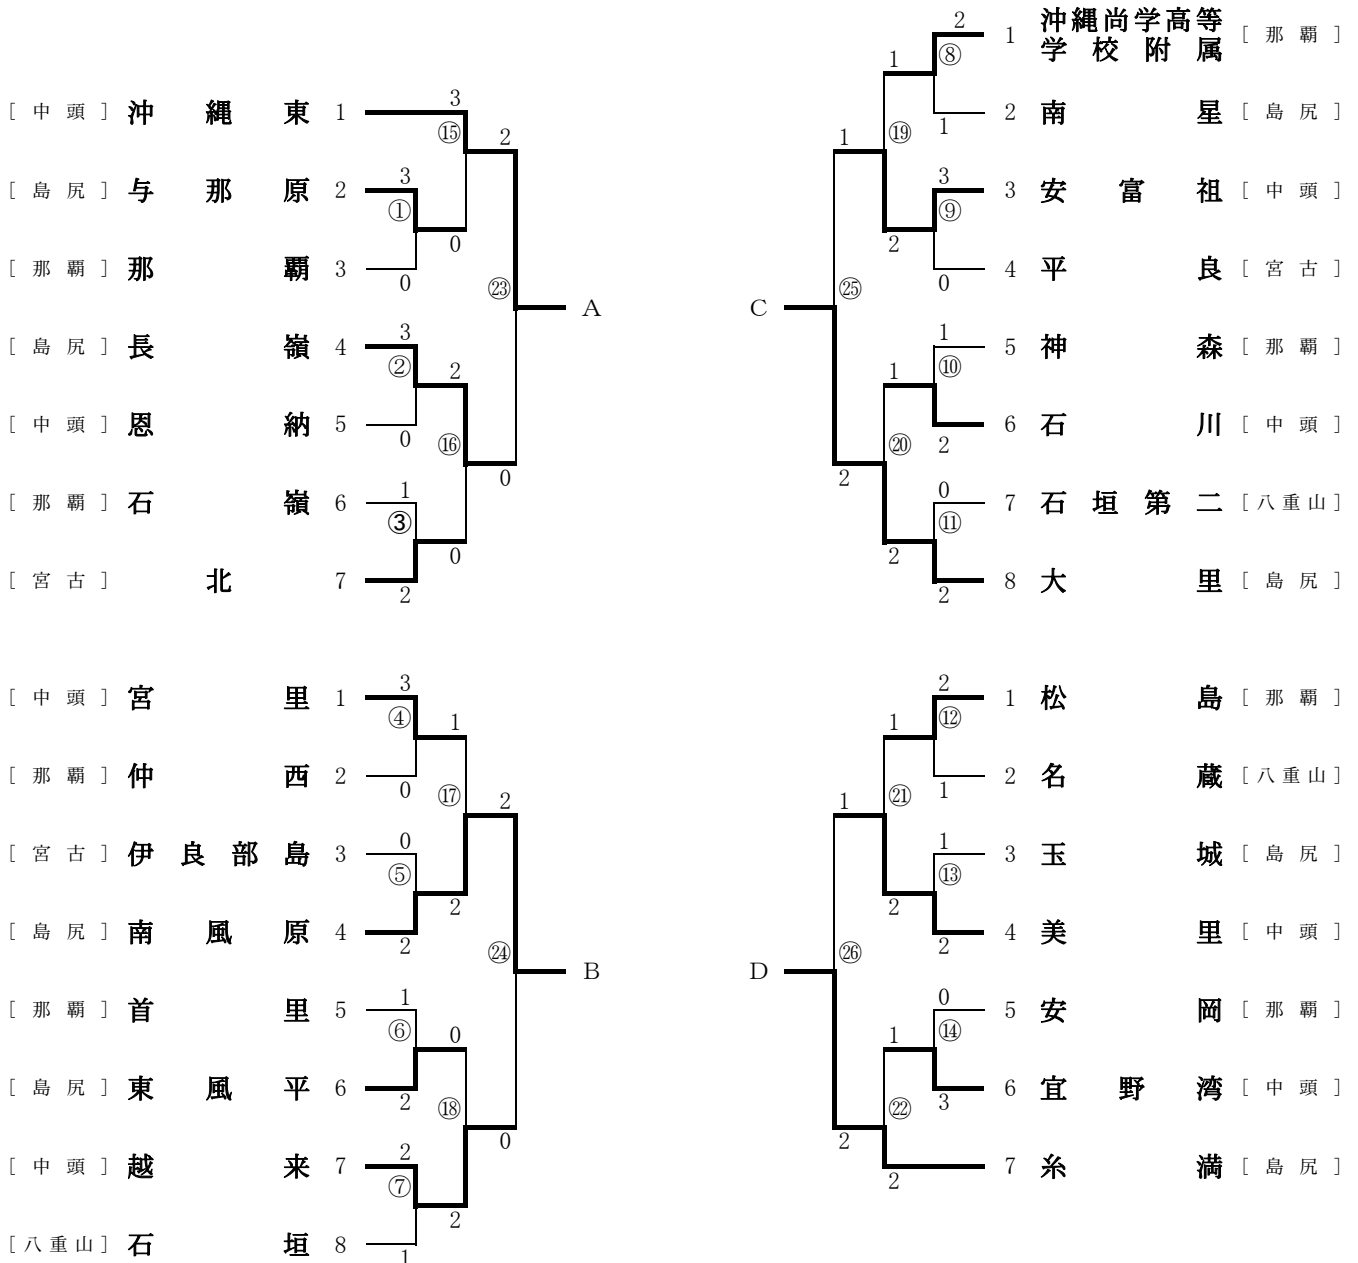 [中頭] 沖縄東 1
3
⑮
2
[島尻] 与那原 2
3
①
0
[那覇] 那覇 3
0
㉓
A
[島尻] 長嶺 4
3
②
2
[中頭] 恩納 5
0
⑯
0
[那覇] 石嶺 6
1
③
0
[宮古] 北 7
2
[中頭] 宮里 1
3
④
1
[那覇] 仲西 2
0
⑰
2
[宮古] 伊良部島 3
0
⑤
2
[島尻] 南風原 4
2
㉔
B
[那覇] 首里 5
1
⑥
0
[島尻] 東風平 6
2
⑱
0
[中頭] 越来 7
2
⑦
2
[八重山] 石垣 8
1
2
1 沖縄尚学高等
学校附属 [那覇]
⑧
1
2 南星 [島尻]
1
⑲
1
3
3 安富祖 [中頭]
⑨
2
4 平良 [宮古]
0
㉕
C
1
5 神森 [那覇]
⑩
1
6 石川 [中頭]
2
⑳
2
0
7 石垣第二 [八重山]
⑪
2
8 大里 [島尻]
2
2
1 松島 [那覇]
⑫
1
2 名蔵 [八重山]
1
㉑
1
1
3 玉城 [島尻]
⑬
2
4 美里 [中頭]
2
㉖
D
0
5 安岡 [那覇]
⑭
1
6 宜野湾 [中頭]
3
㉒
2
7 糸満 [島尻]
2